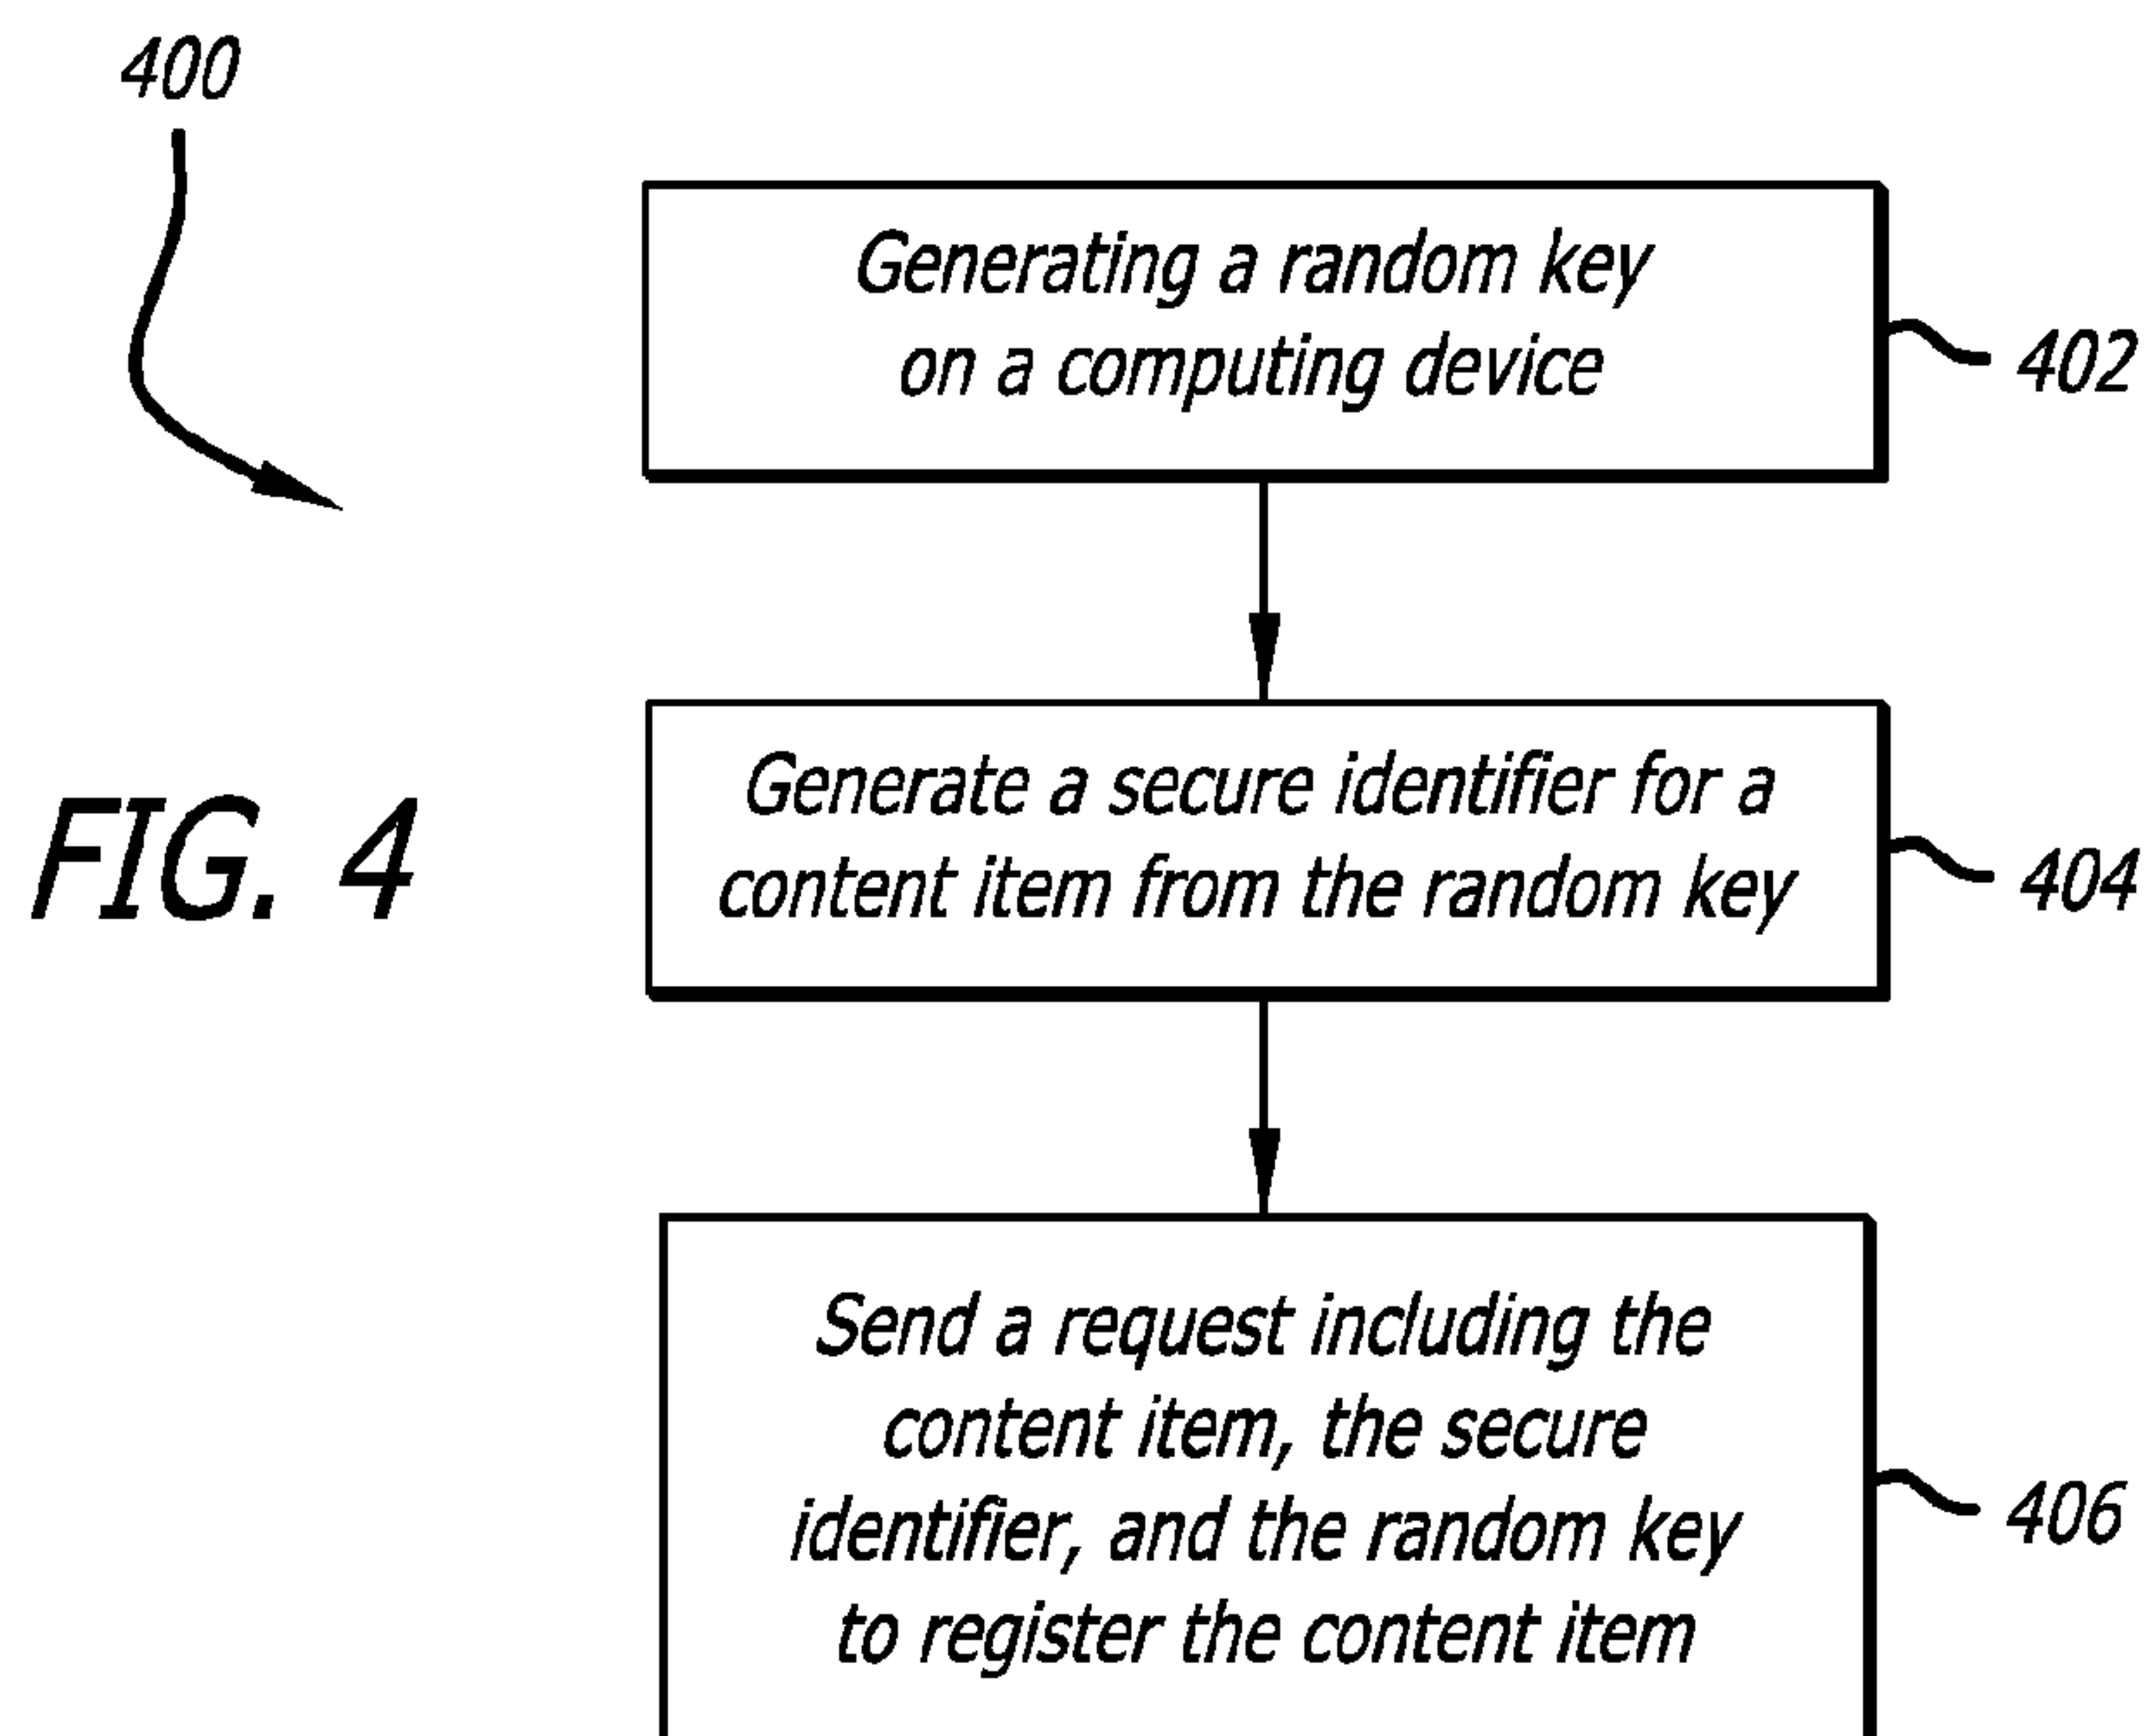 400
Generating a random key
on a computing device
402
Generate a secure identifier for a
content item from the random key
404
FIG. 4
Send a request including the
content item, the secure
identifier, and the random key
to register the content item
406